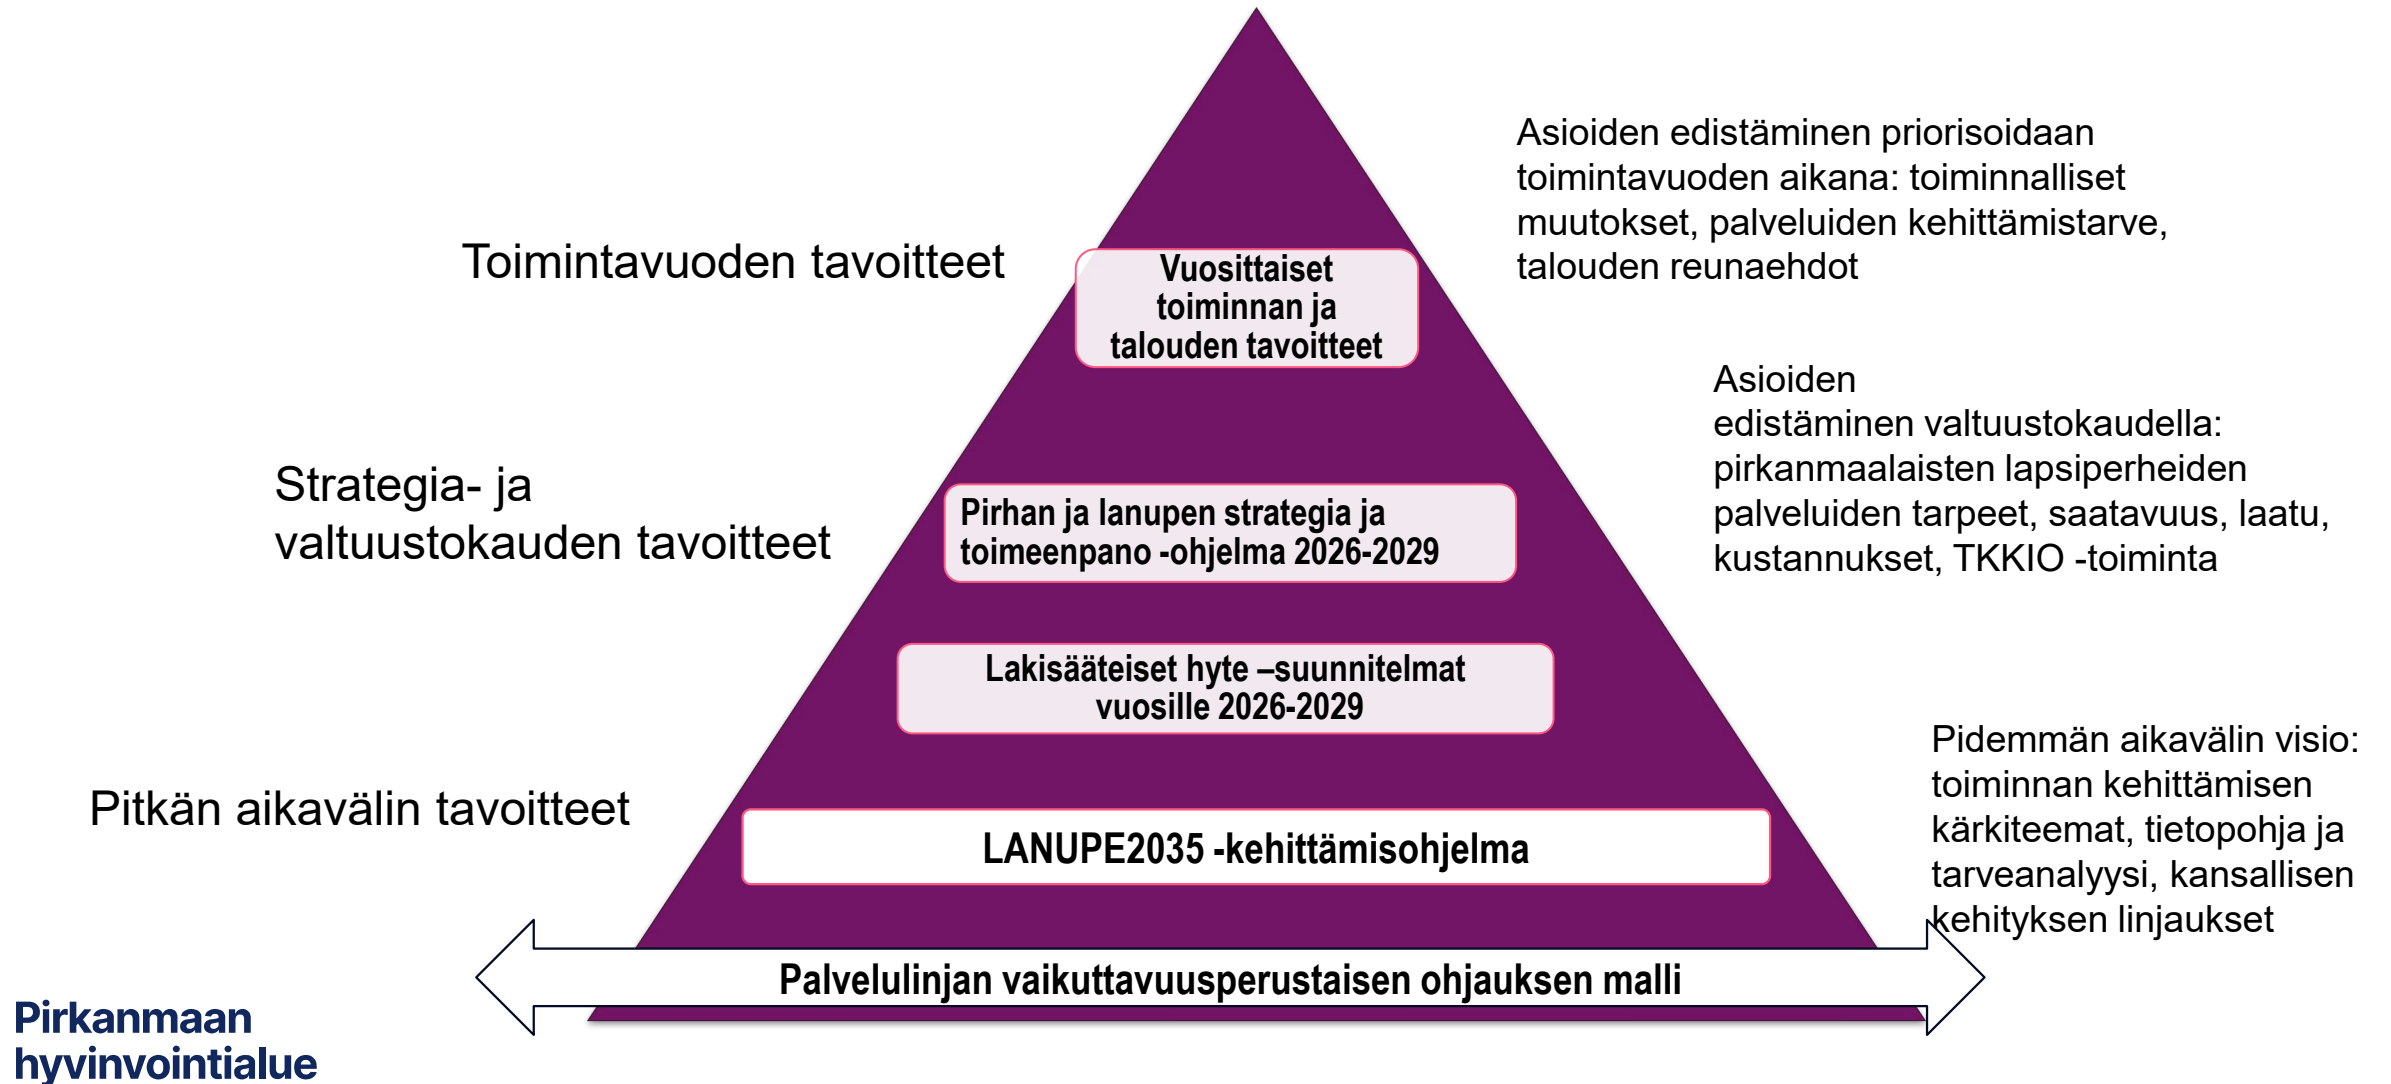 Toimintavuoden tavoitteet
Vuosittaiset
toiminnan ja
talouden tavoitteet
Asioiden edistäminen priorisoidaan
toimintavuoden aikana: toiminnalliset
muutokset, palveluiden kehittämistarve,
talouden reunaehdot
Strategia- ja
valtuustokauden tavoitteet
Pirhan ja lanupen strategia ja
toimeenpano -ohjelma 2026-2029
Asioiden
edistäminen valtuustokaudella:
pirkanmaalaisten lapsiperheiden
palveluiden tarpeet, saatavuus, laatu,
kustannukset, TKKIO -toiminta
Lakisääteiset hyte –suunnitelmat
vuosille 2026-2029
Pitkän aikavälin tavoitteet
LANUPE2035 -kehittämisohjelma
Pidemmän aikavälin visio:
toiminnan kehittämisen
kärkiteemat, tietopohja ja
tarveanalyysi, kansallisen
kehityksen linjaukset
Palvelulinjan vaikuttavuusperustaisen ohjauksen malli
Pirkanmaan
hyvinvointialue